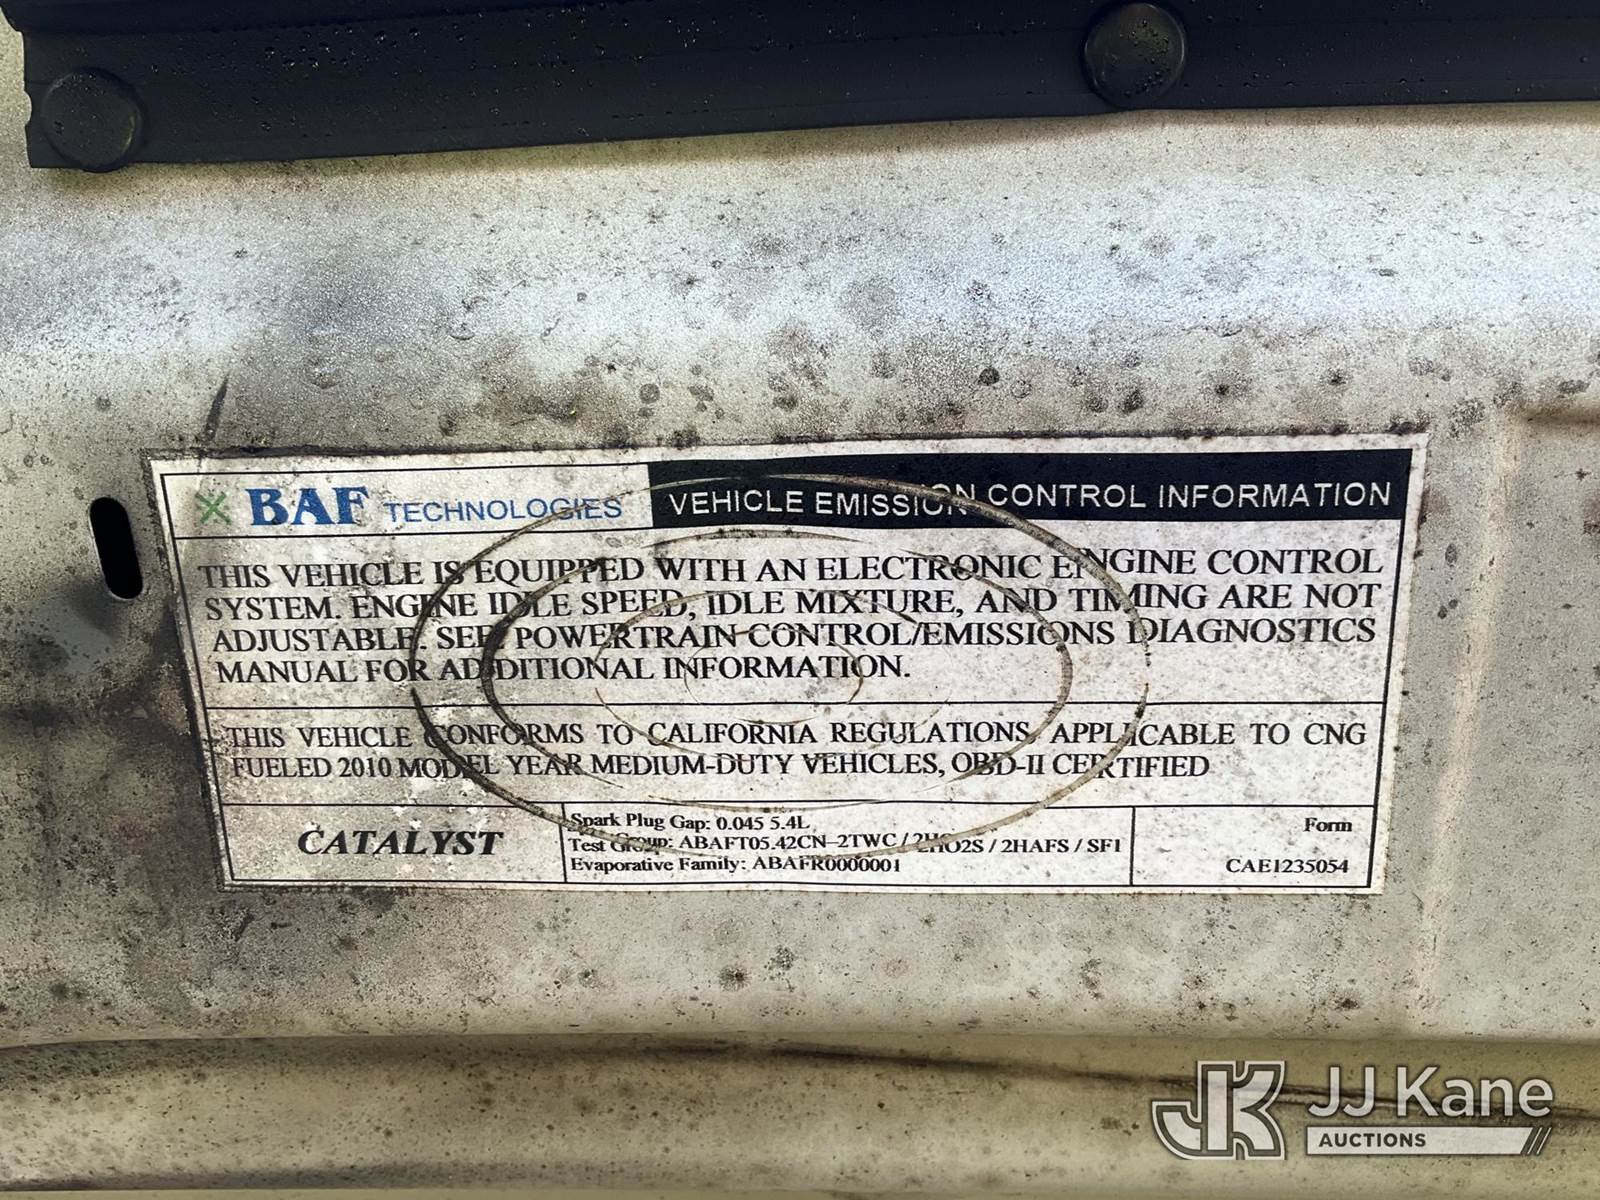 BAF TECHNOLOGIES VEHICLE EMISSION CONTROL INFORMATION
THIS VEHICLE IS EQUIPPED WITH AN ELECTRONIC ENGINE CONTROL
SYSTEM. ENGINE IDLE SPEED, IDLE MIXTURE, AND TIMING ARE NOT
ADJUSTABLE. SEE POWERTRAIN CONTROL/EMISSIONS DIAGNOSTICS
MANUAL FOR ADDITIONAL INFORMATION.
THIS VEHICLE CONFORMS TO CALIFORNIA REGULATIONS APPLICABLE TO CNG
FUELED 2010 MODEL YEAR MEDIUM-DUTY VEHICLES, OBD-II CERTIFIED
CATALYST
Spark Plug Gap: 0.045 5.4L
Test Group: ABAFT05.42CN-2TWC / 2HO2S / 2HAFS / SFI
Evaporative Family: ABAFR0000001
Form
CAE1235054
JK JJ Kane
AUCTIONS